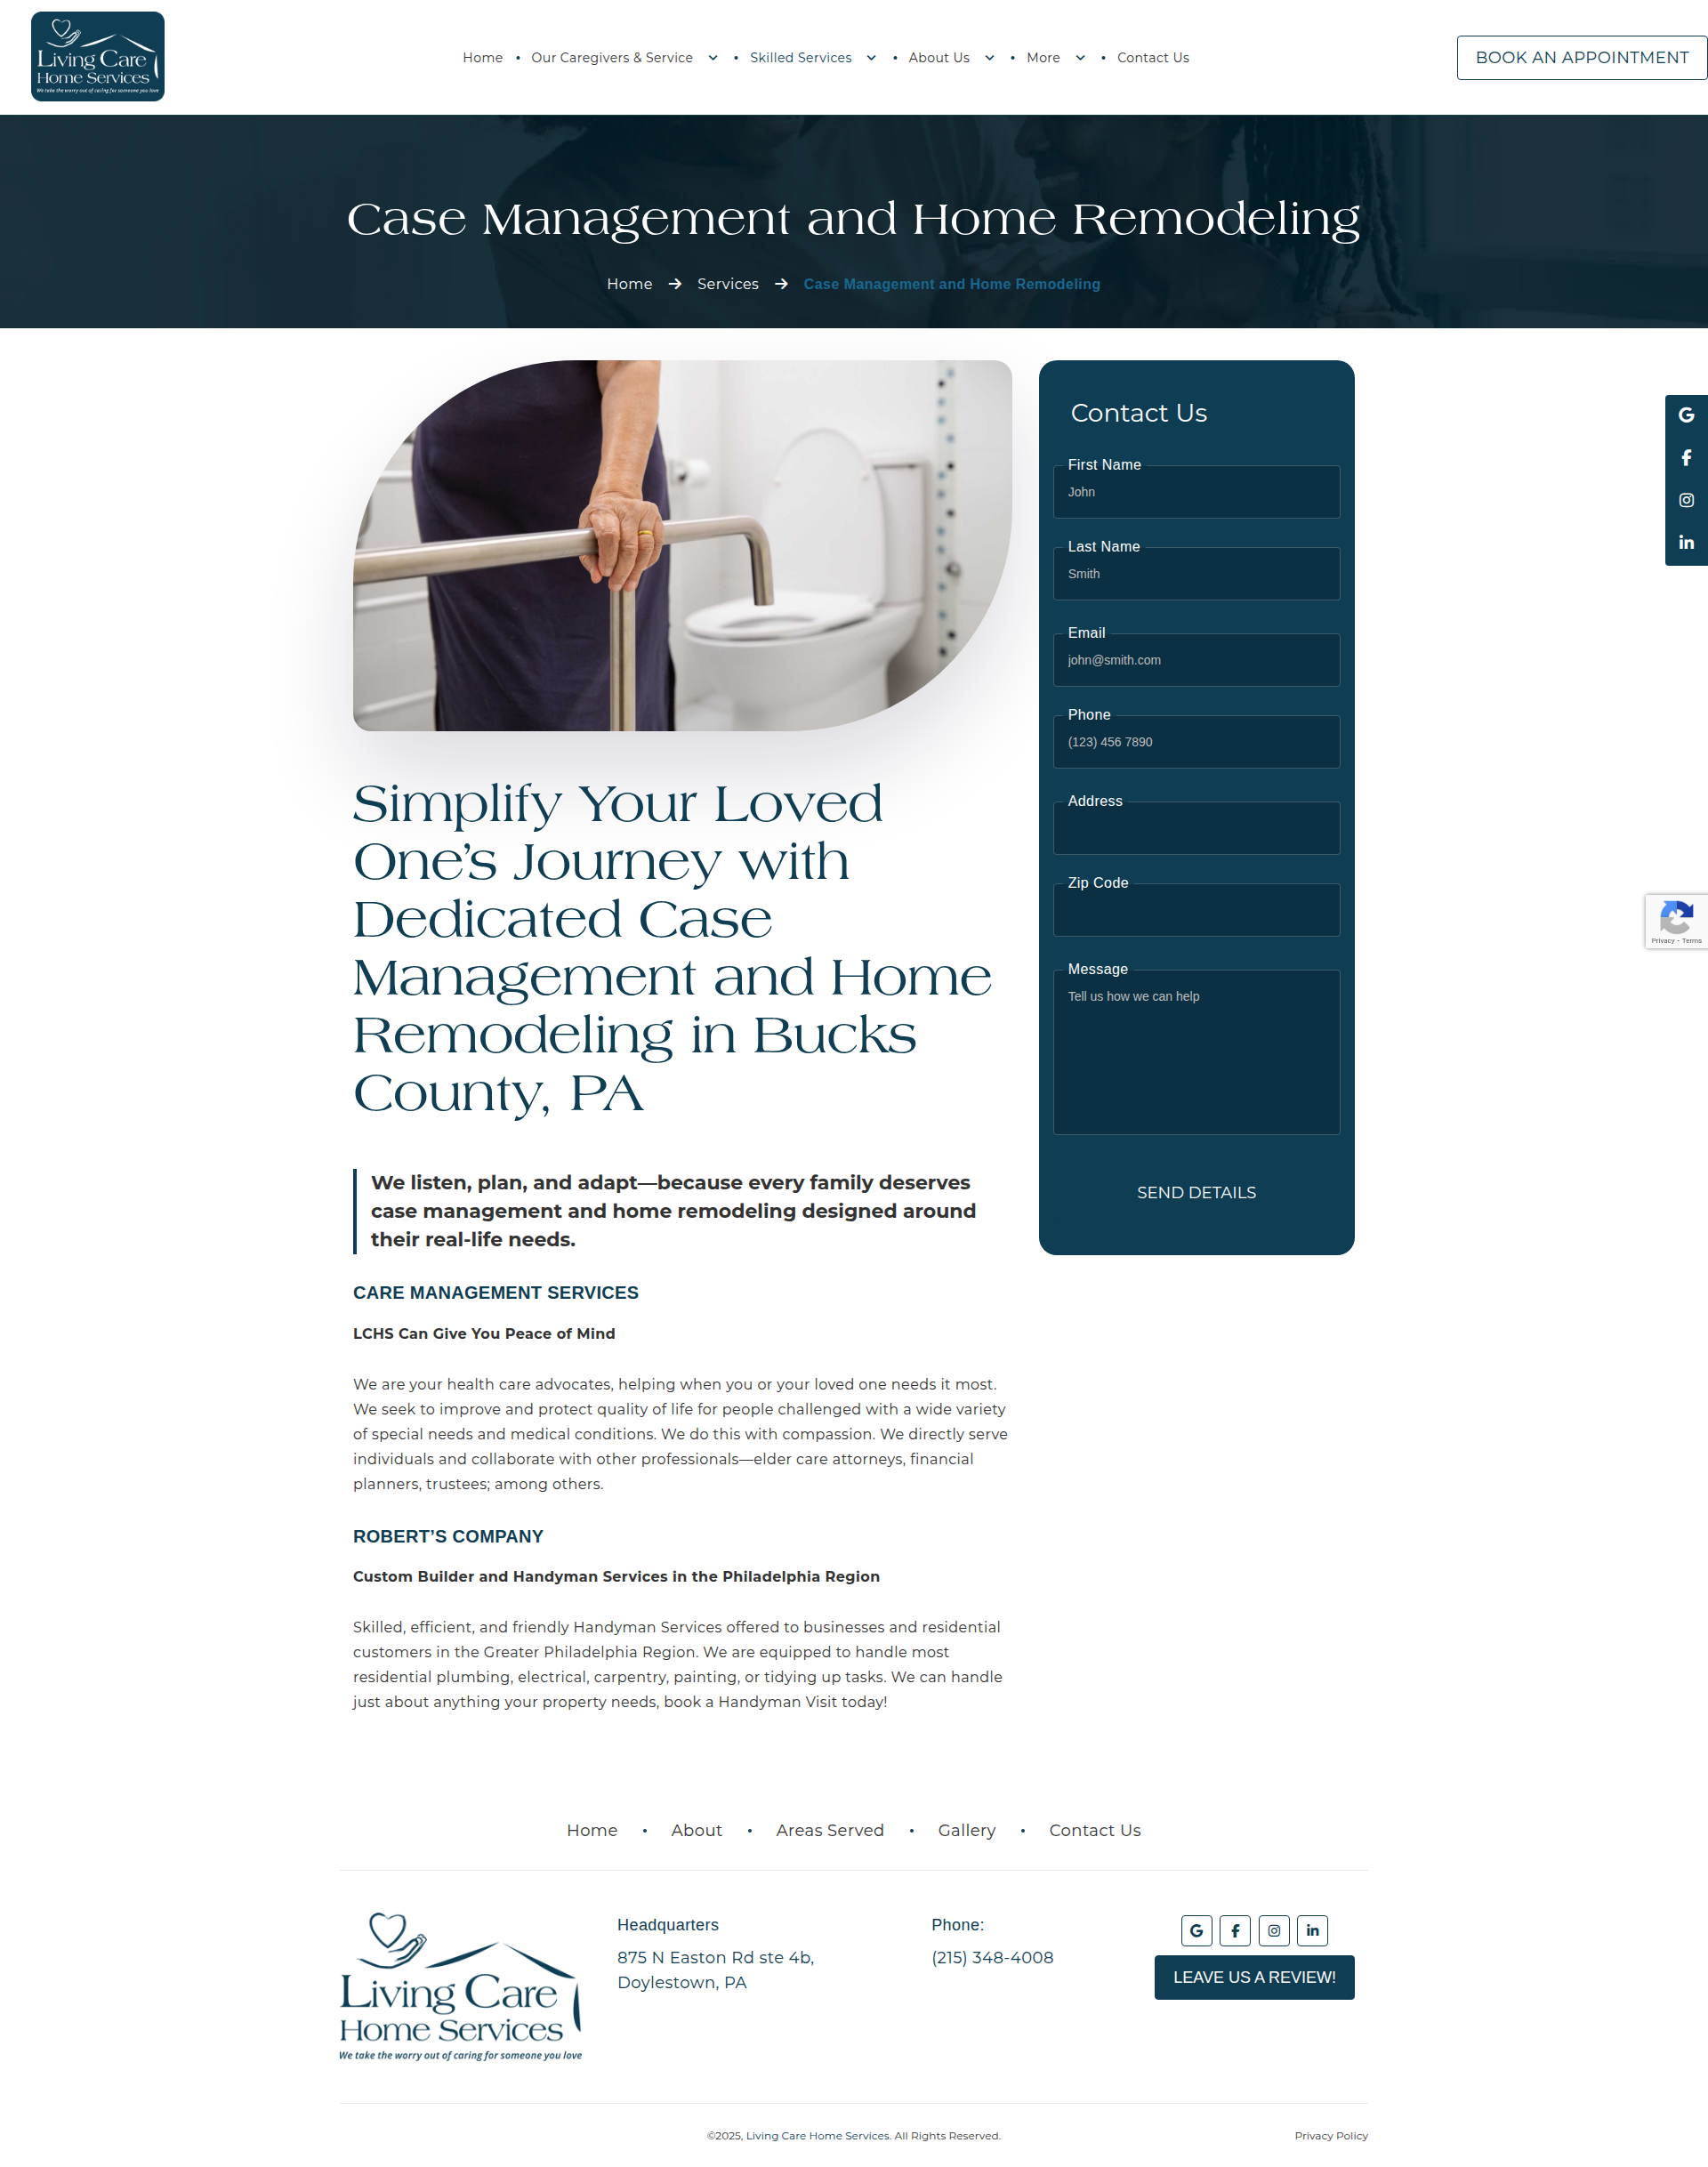 Living Care
Home Services
We take the worry out of caring for someone you love
Home • Our Caregivers & Service • Skilled Services • About Us • More • Contact Us
BOOK AN APPOINTMENT
Case Management and Home Remodeling
Home → Services → Case Management and Home Remodeling
Contact Us
First Name
John
Last Name
Smith
Email
john@smith.com
Phone
(123) 456 7890
Address
Zip Code
Message
Tell us how we can help
SEND DETAILS
Privacy - Terms
Simplify Your Loved
One’s Journey with
Dedicated Case
Management and Home
Remodeling in Bucks
County, PA
We listen, plan, and adapt—because every family deserves
case management and home remodeling designed around
their real-life needs.
CARE MANAGEMENT SERVICES
LCHS Can Give You Peace of Mind
We are your health care advocates, helping when you or your loved one needs it most.
We seek to improve and protect quality of life for people challenged with a wide variety
of special needs and medical conditions. We do this with compassion. We directly serve
individuals and collaborate with other professionals—elder care attorneys, financial
planners, trustees; among others.
ROBERT’S COMPANY
Custom Builder and Handyman Services in the Philadelphia Region
Skilled, efficient, and friendly Handyman Services offered to businesses and residential
customers in the Greater Philadelphia Region. We are equipped to handle most
residential plumbing, electrical, carpentry, painting, or tidying up tasks. We can handle
just about anything your property needs, book a Handyman Visit today!
Home • About • Areas Served • Gallery • Contact Us
Living Care
Home Services
We take the worry out of caring for someone you love
Headquarters
875 N Easton Rd ste 4b,
Doylestown, PA
Phone:
(215) 348-4008
LEAVE US A REVIEW!
©2025, Living Care Home Services. All Rights Reserved.
Privacy Policy